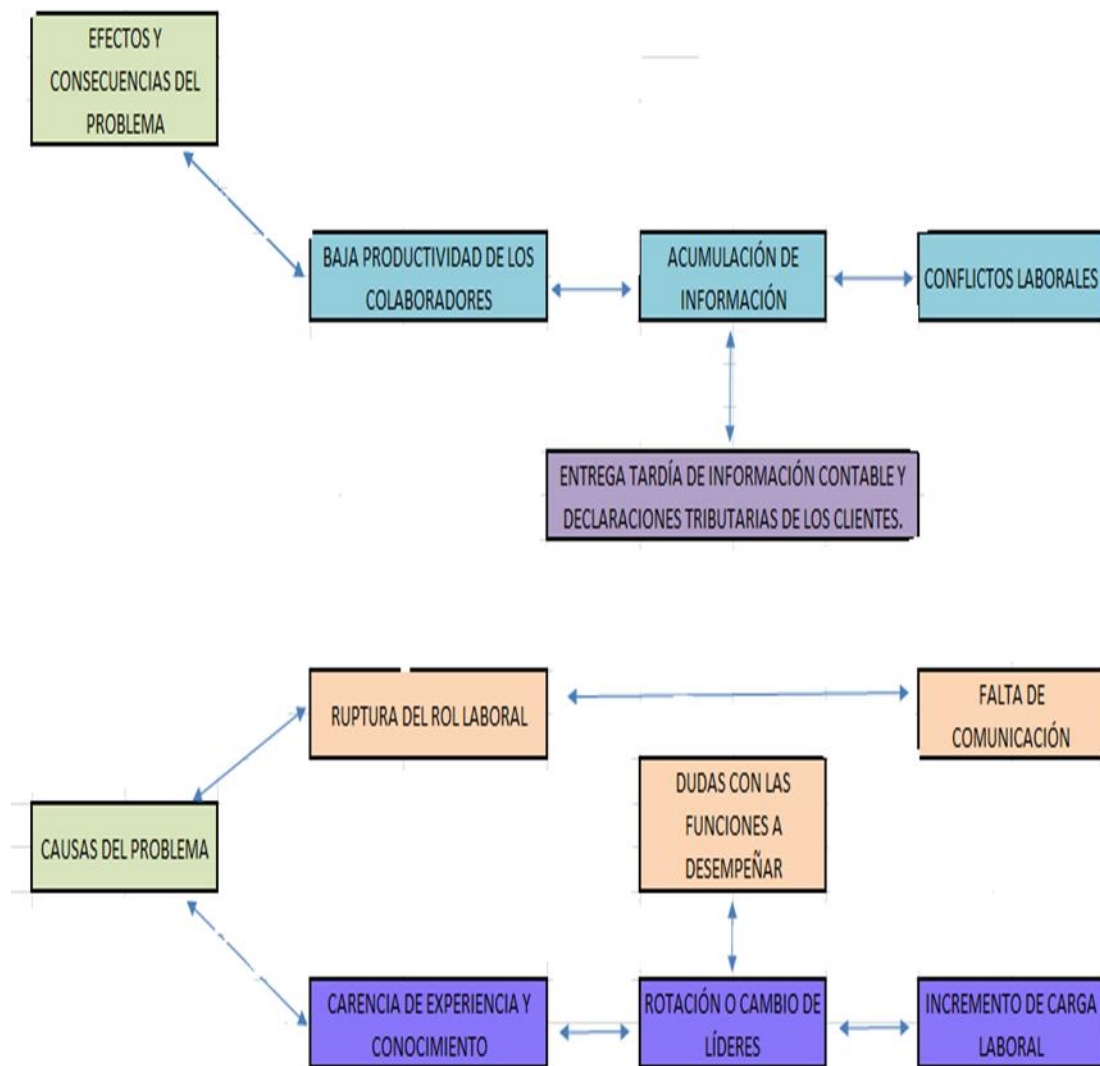 EFECTOS Y
CONSECUENCIAS DEL
PROBLEMA
BAJA PRODUCTIVIDAD DE LOS
COLABORADORES
ACUMULACIÓN DE
INFORMACIÓN
CONFLICTOS LABORALES
ENTREGA TARDÍA DE INFORMACIÓN CONTABLE Y
DECLARACIONES TRIBUTARIAS DE LOS CLIENTES.
RUPTURA DEL ROL LABORAL
FALTA DE
COMUNICACIÓN
DUDAS CON LAS
FUNCIONES A
DESEMPEÑAR
CAUSAS DEL PROBLEMA
CARENCIA DE EXPERIENCIA Y
CONOCIMIENTO
ROTACIÓN O CAMBIO DE
LÍDERES
INCREMENTO DE CARGA
LABORAL